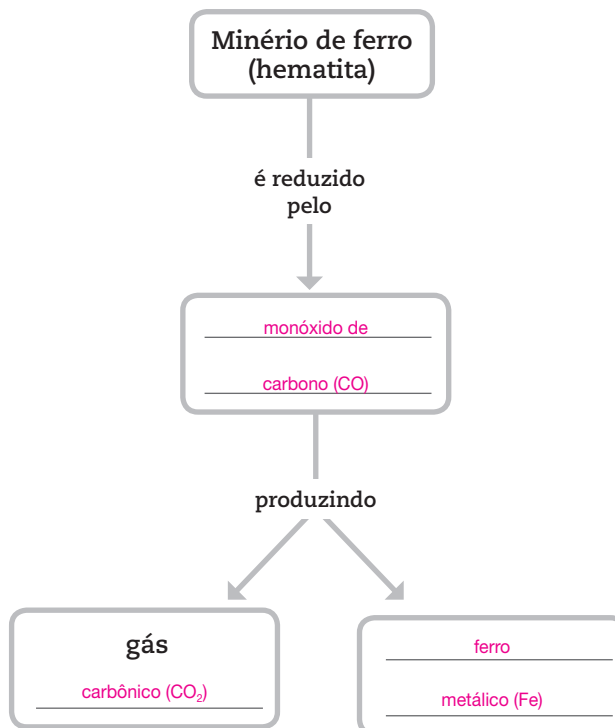 Minério de ferro
(hematita)
é reduzido
pelo
monóxido de
carbono (CO)
produzindo
gás
carbônico (CO₂)
ferro
metálico (Fe)